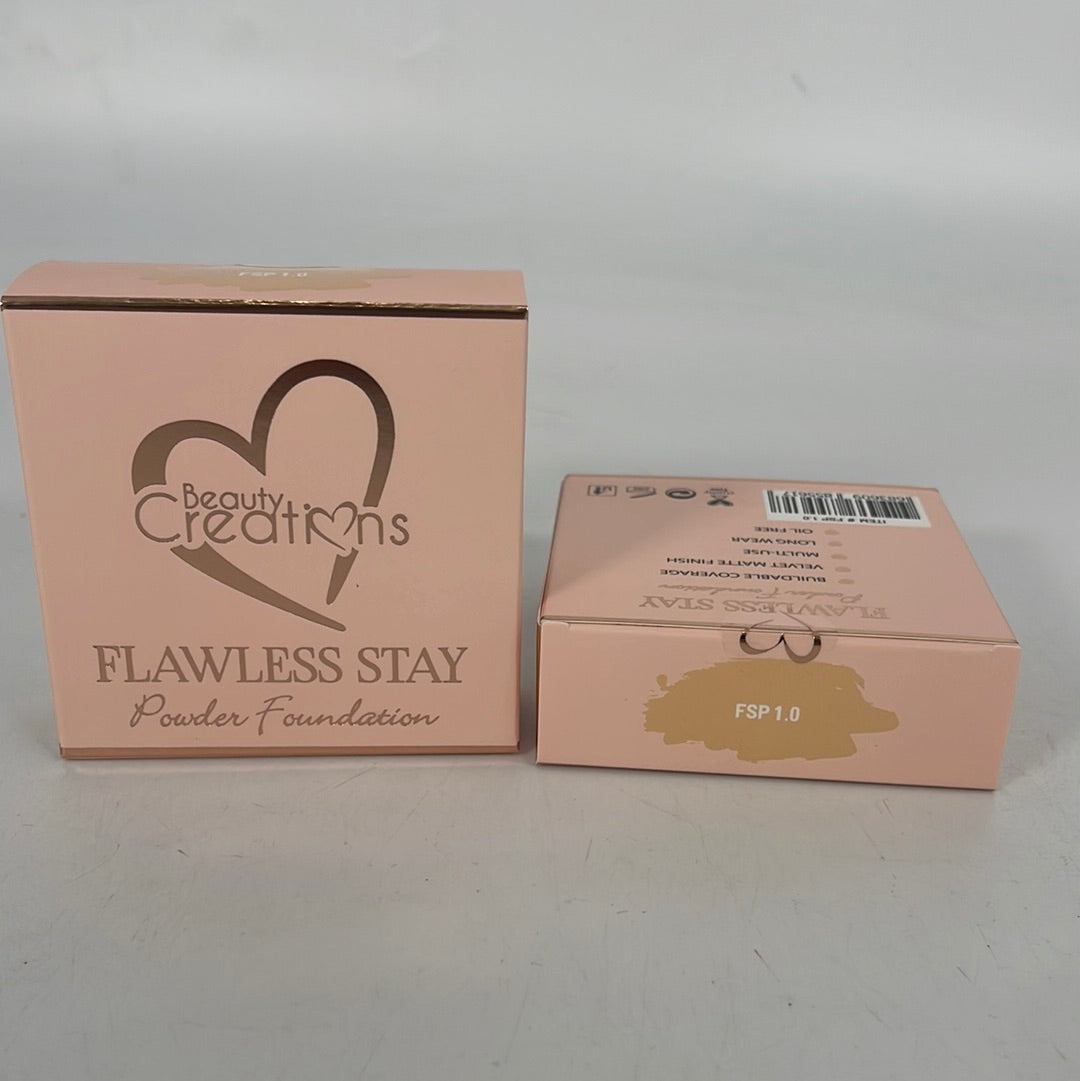 FSP 1.0
Beauty
Creations
FLAWLESS STAY
Powder Foundation
FLAWLESS STAY
Powder Foundation
BUILDABLE COVERAGE
VELVET MATTE FINISH
MULTI-USE
LONG WEAR
OIL FREE
ITEM # FSP 1.0
FSP 1.0